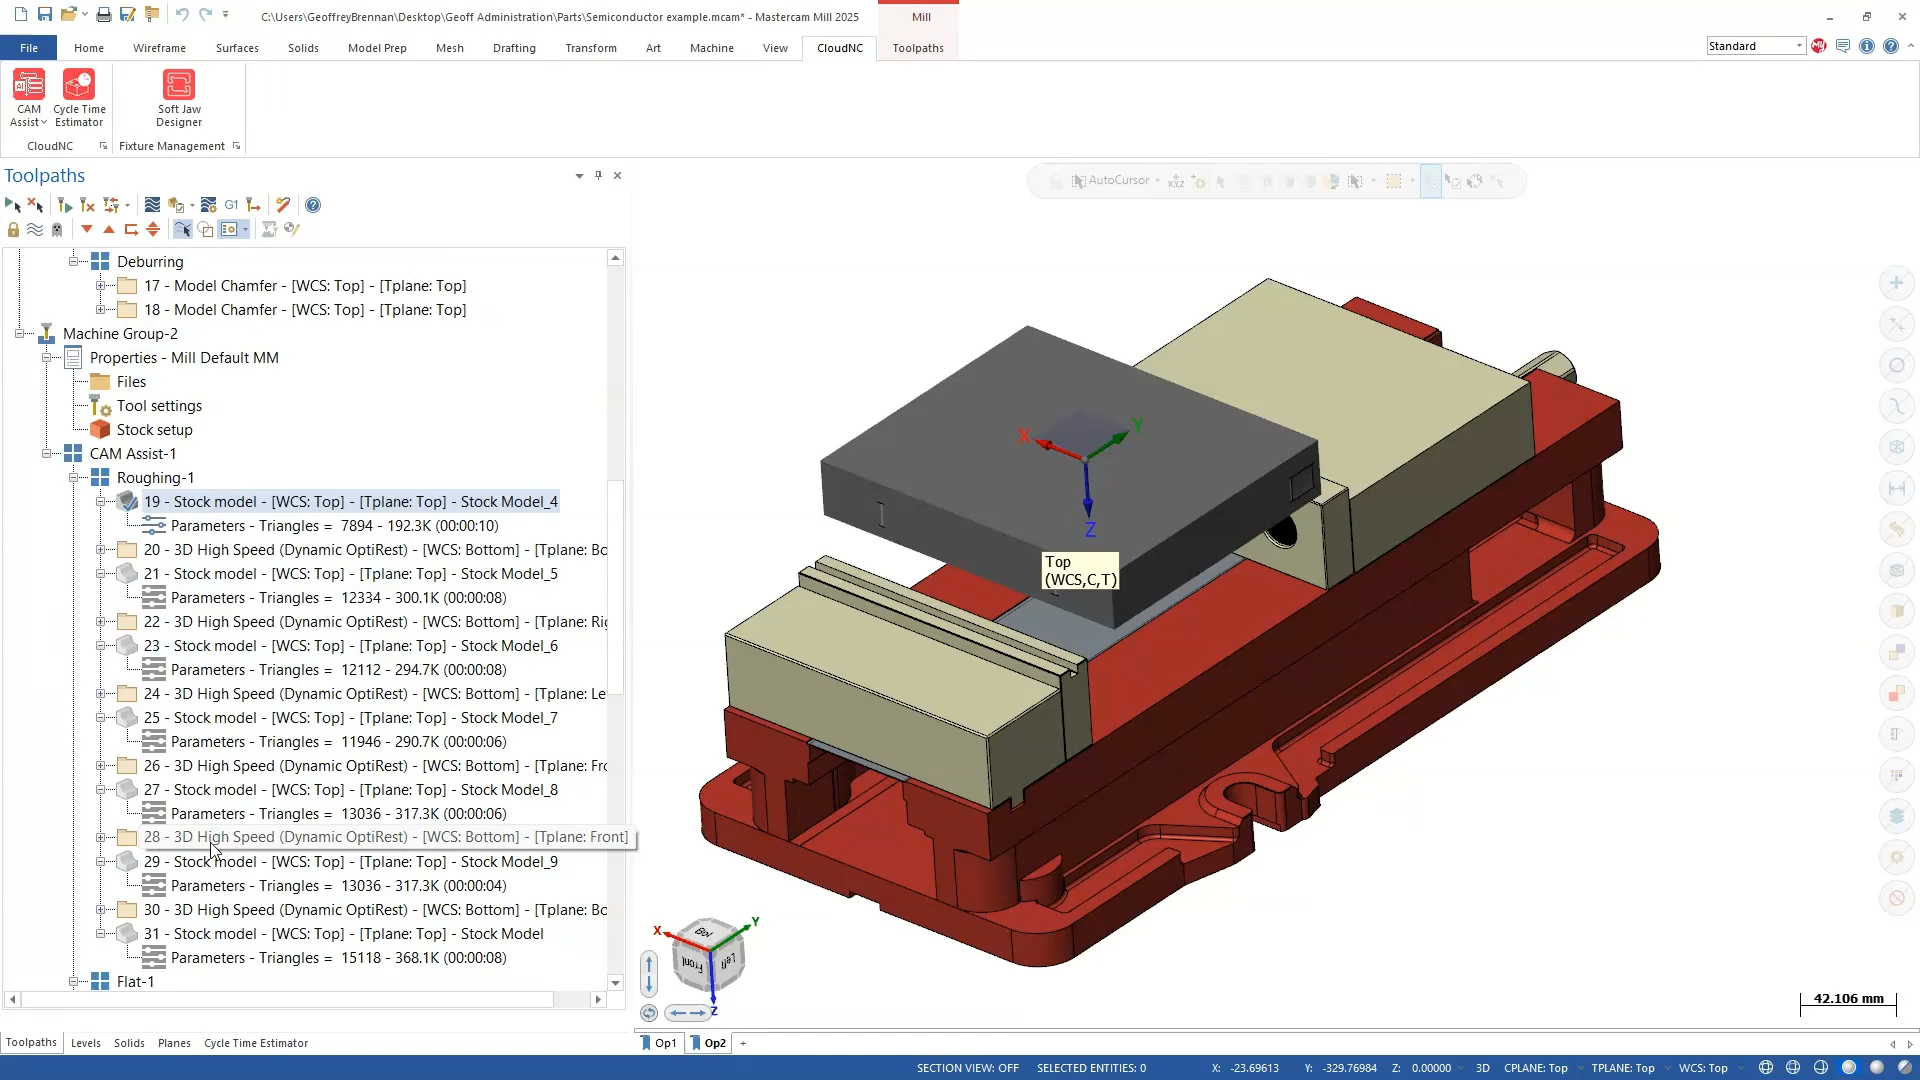 C:\Users\GeoffreyBrennan\Desktop\Geoff Administration\Parts\Semiconductor example.mcam* - Mastercam Mill 2025
Mill
File
Home
Wireframe
Surfaces
Solids
Model Prep
Mesh
Drafting
Transform
Art
Machine
View
CloudNC
Toolpaths
Standard
CAM
Assist
Cycle Time
Estimator
Soft Jaw
Designer
CloudNC
Fixture Management
Toolpaths
G1
AutoCursor
Deburring
17 - Model Chamfer - [WCS: Top] - [Tplane: Top]
18 - Model Chamfer - [WCS: Top] - [Tplane: Top]
Machine Group-2
Properties - Mill Default MM
Files
Tool settings
Stock setup
CAM Assist-1
Roughing-1
19 - Stock model - [WCS: Top] - [Tplane: Top] - Stock Model_4
Parameters - Triangles = 7894 - 192.3K (00:00:10)
20 - 3D High Speed (Dynamic OptiRest) - [WCS: Bottom] - [Tplane: Bo
21 - Stock model - [WCS: Top] - [Tplane: Top] - Stock Model_5
Parameters - Triangles = 12334 - 300.1K (00:00:08)
22 - 3D High Speed (Dynamic OptiRest) - [WCS: Bottom] - [Tplane: Rig
23 - Stock model - [WCS: Top] - [Tplane: Top] - Stock Model_6
Parameters - Triangles = 12112 - 294.7K (00:00:08)
24 - 3D High Speed (Dynamic OptiRest) - [WCS: Bottom] - [Tplane: Le
25 - Stock model - [WCS: Top] - [Tplane: Top] - Stock Model_7
Parameters - Triangles = 11946 - 290.7K (00:00:06)
26 - 3D High Speed (Dynamic OptiRest) - [WCS: Bottom] - [Tplane: Fro
27 - Stock model - [WCS: Top] - [Tplane: Top] - Stock Model_8
Parameters - Triangles = 13036 - 317.3K (00:00:06)
28 - 3D High Speed (Dynamic OptiRest) - [WCS: Bottom] - [Tplane: Front]
29 - Stock model - [WCS: Top] - [Tplane: Top] - Stock Model_9
Parameters - Triangles = 13036 - 317.3K (00:00:04)
30 - 3D High Speed (Dynamic OptiRest) - [WCS: Bottom] - [Tplane: Bo
31 - Stock model - [WCS: Top] - [Tplane: Top] - Stock Model
Parameters - Triangles = 15118 - 368.1K (00:00:08)
Flat-1
X
Y
Z
Top
(WCS,C,T)
X
Y
Z
Front
Left
42.106 mm
Toolpaths
Levels
Solids
Planes
Cycle Time Estimator
Op1
Op2
+
SECTION VIEW: OFF
SELECTED ENTITIES: 0
X: -23.69613
Y: -329.76984
Z: 0.00000
3D
CPLANE: Top
TPLANE: Top
WCS: Top